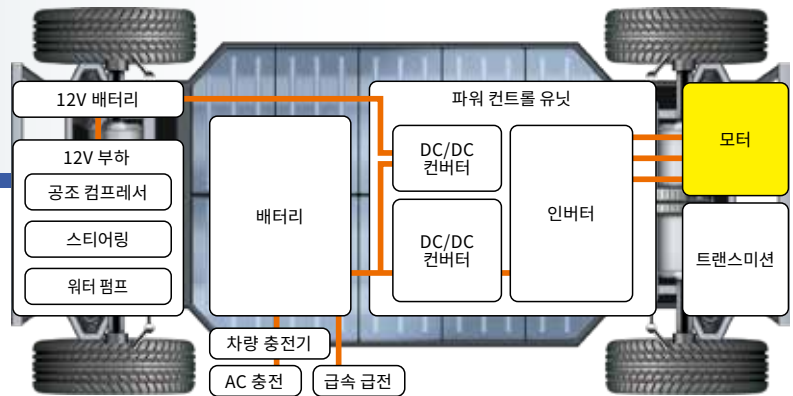 12V 배터리
12V 부하
공조 컴프레서
스티어링
워터 펌프
배터리
차량 충전기
AC 충전
급속 급전
파워 컨트롤 유닛
DC/DC
컨버터
DC/DC
컨버터
인버터
모터
트랜스미션